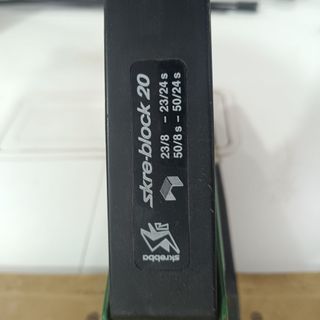 skre-block 20
23/8 – 23/24 s
50/8 s – 50/24 s
skrebba